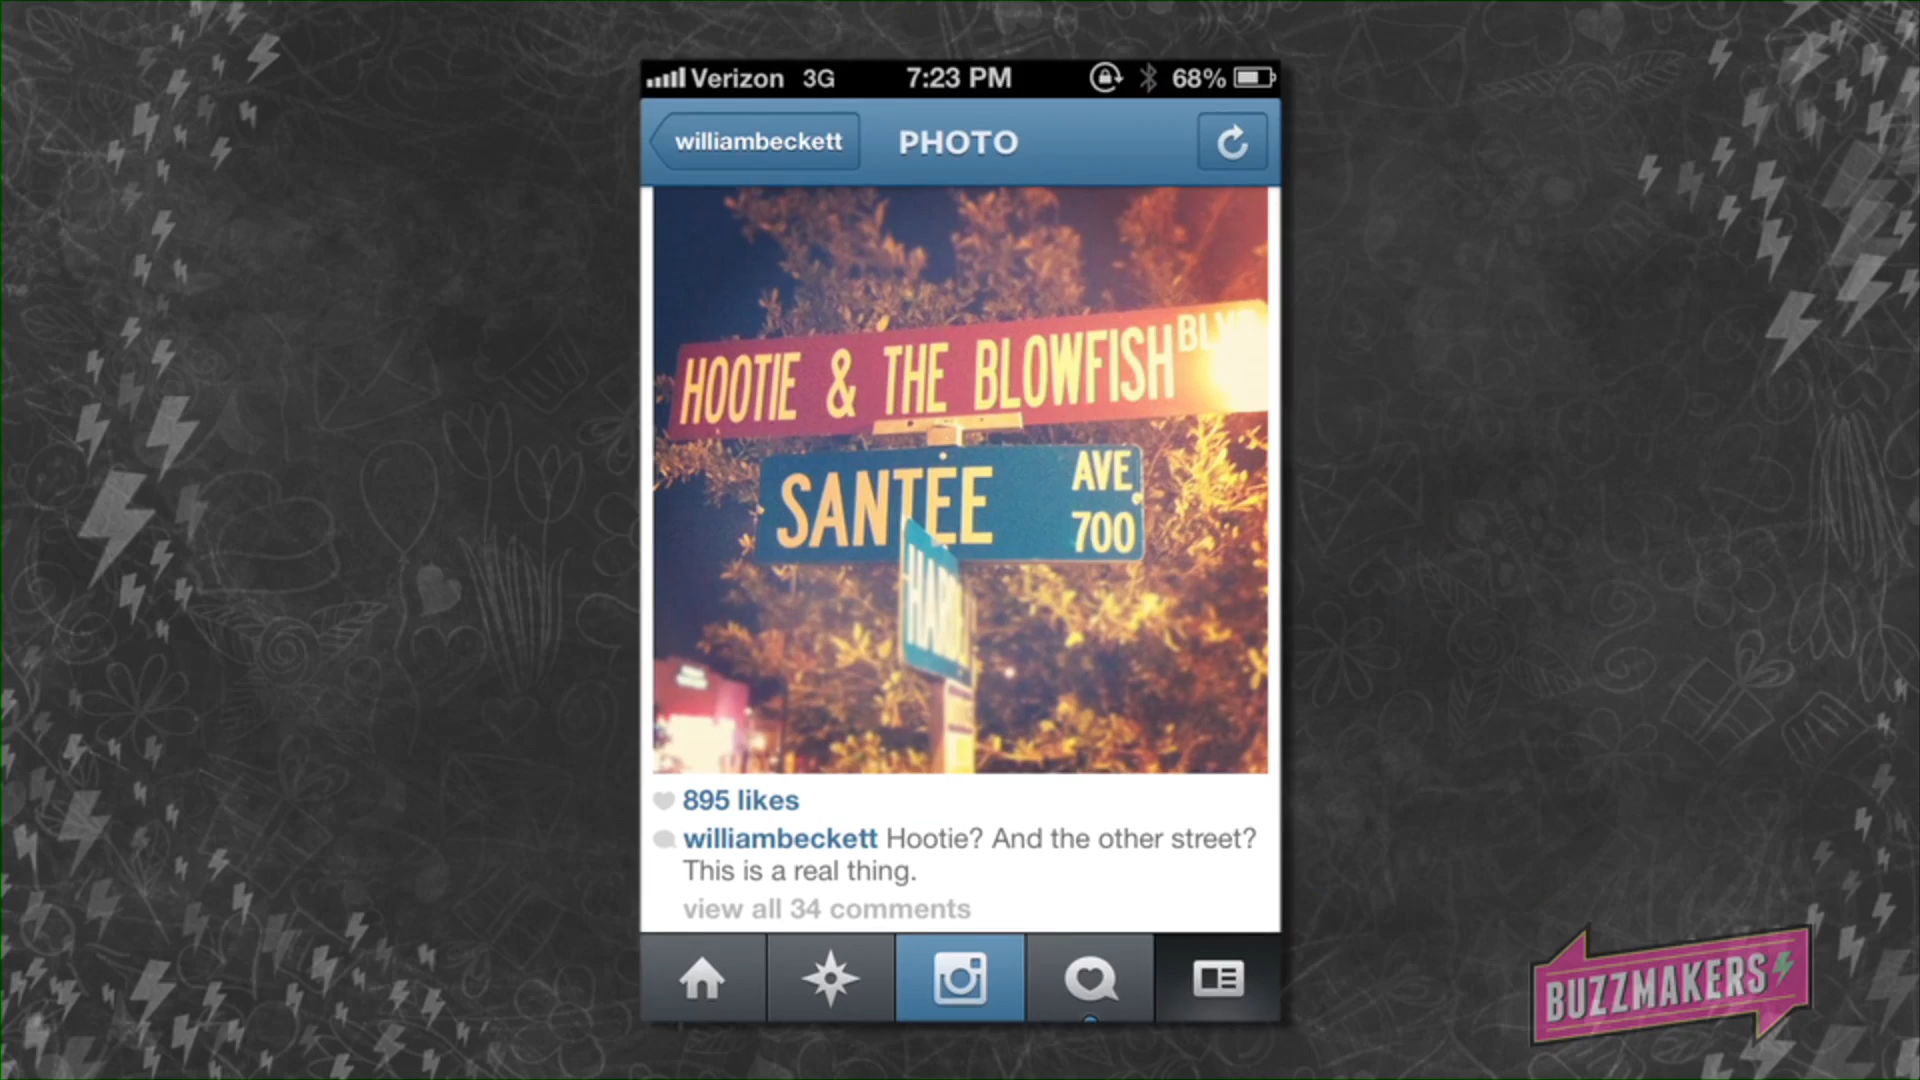 Verizon 3G 7:23 PM 68%
williambeckett PHOTO
HOOTIE & THE BLOWFISH BLVD
SANTEE AVE
700
895 likes
williambeckett Hootie? And the other street?
This is a real thing.
view all 34 comments
BUZZMAKERS